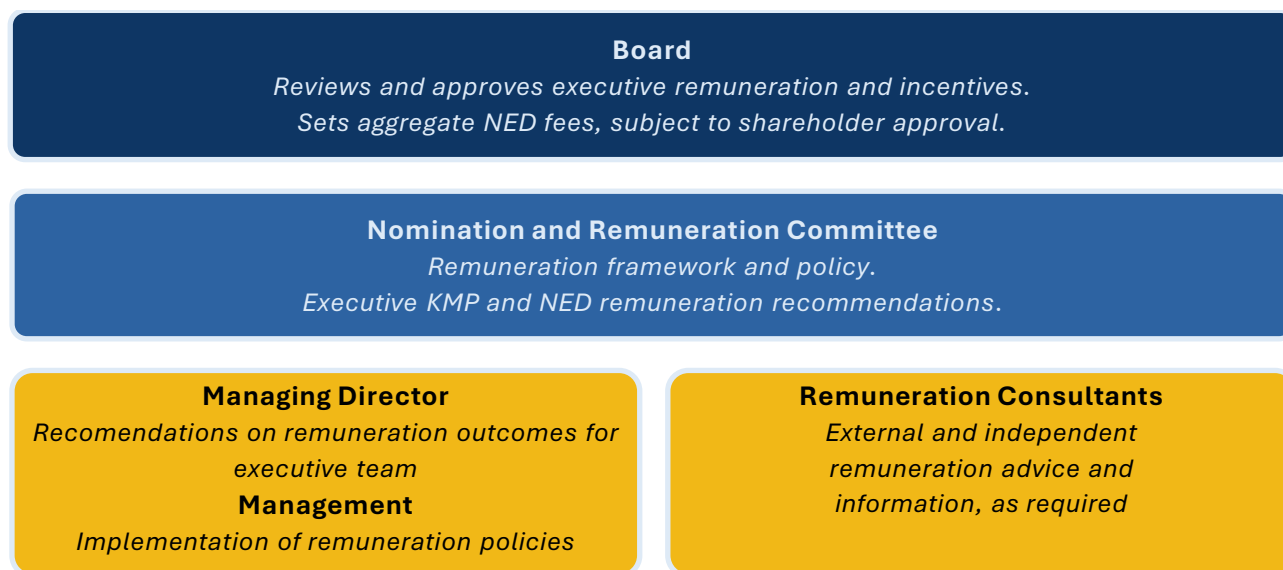 Board
Reviews and approves executive remuneration and incentives.
Sets aggregate NED fees, subject to shareholder approval.
Nomination and Remuneration Committee
Remuneration framework and policy.
Executive KMP and NED remuneration recommendations.
Managing Director
Recomendations on remuneration outcomes for
executive team
Management
Implementation of remuneration policies
Remuneration Consultants
External and independent
remuneration advice and
information, as required